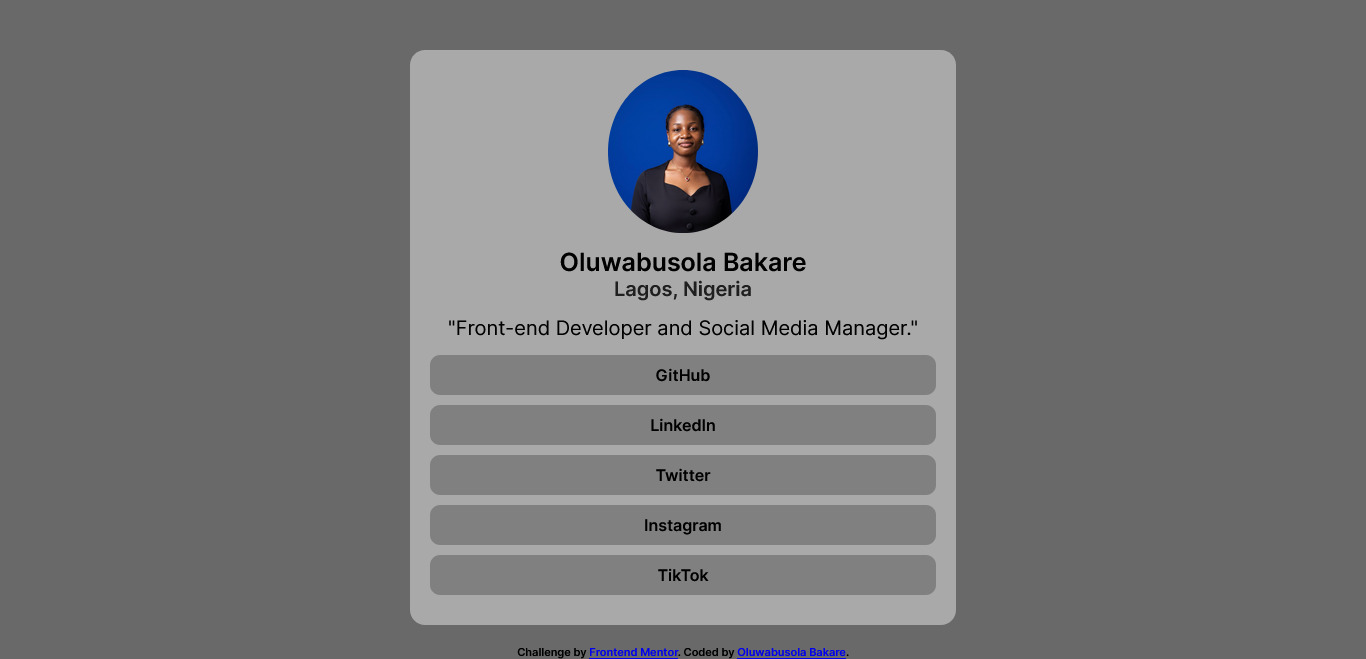 Oluwabusola Bakare
Lagos, Nigeria
"Front-end Developer and Social Media Manager."
GitHub
LinkedIn
Twitter
Instagram
TikTok
Challenge by Frontend Mentor. Coded by Oluwabusola Bakare.